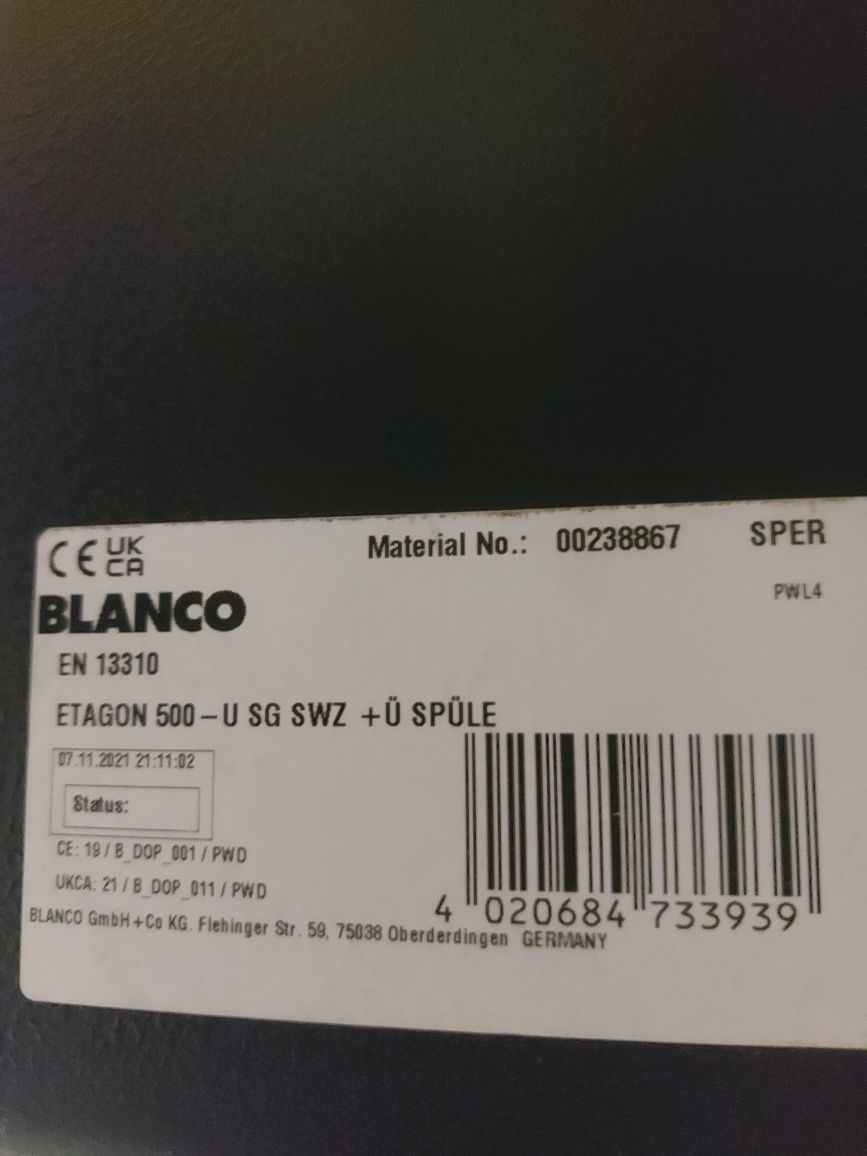 CE UK CA
Material No.: 00238867 SPER
PWL4
BLANCO
EN 13310
ETAGON 500-U SG SWZ +Ü SPÜLE
07.11.2021 21:11:02
Status:
CE: 19 / B_DOP_001 / PWD
UKCA: 21 / B_DOP_011 / PWD
4 020684 733939
BLANCO GmbH+Co KG. Flehinger Str. 59, 75038 Oberderdingen GERMANY